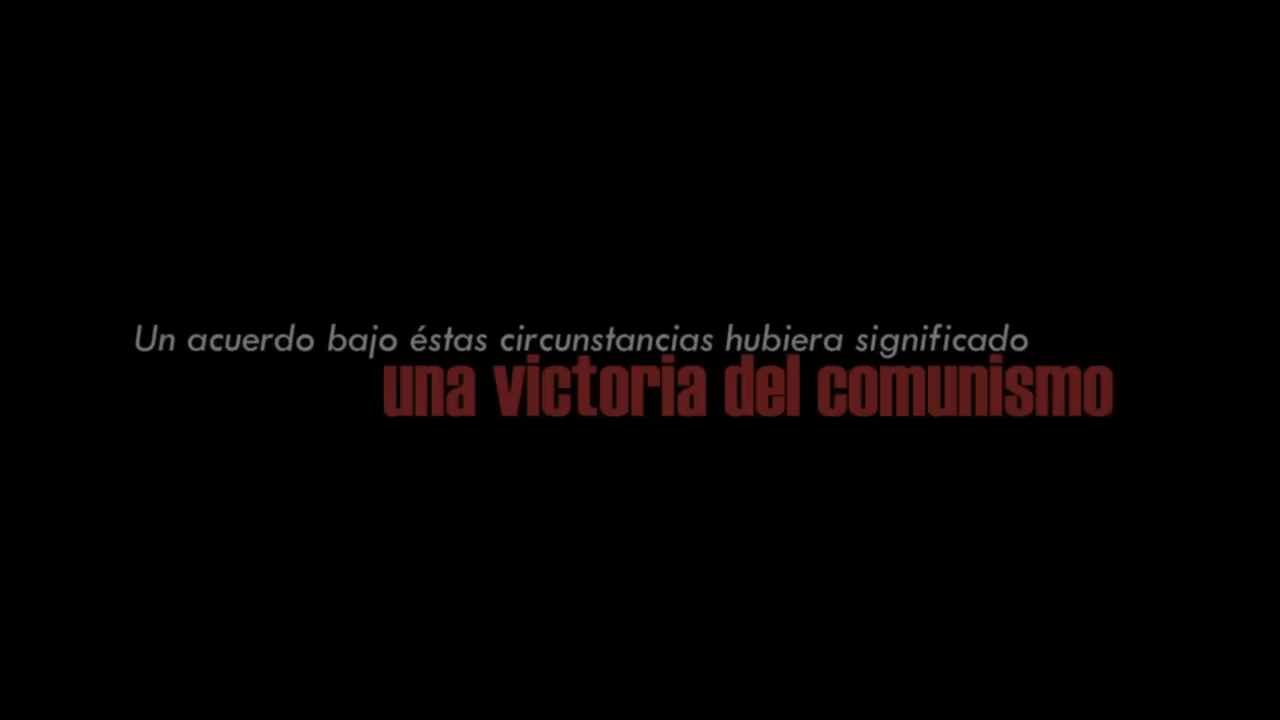 Un acuerdo bajo éstas circunstancias hubiera significado
una victoria del comunismo